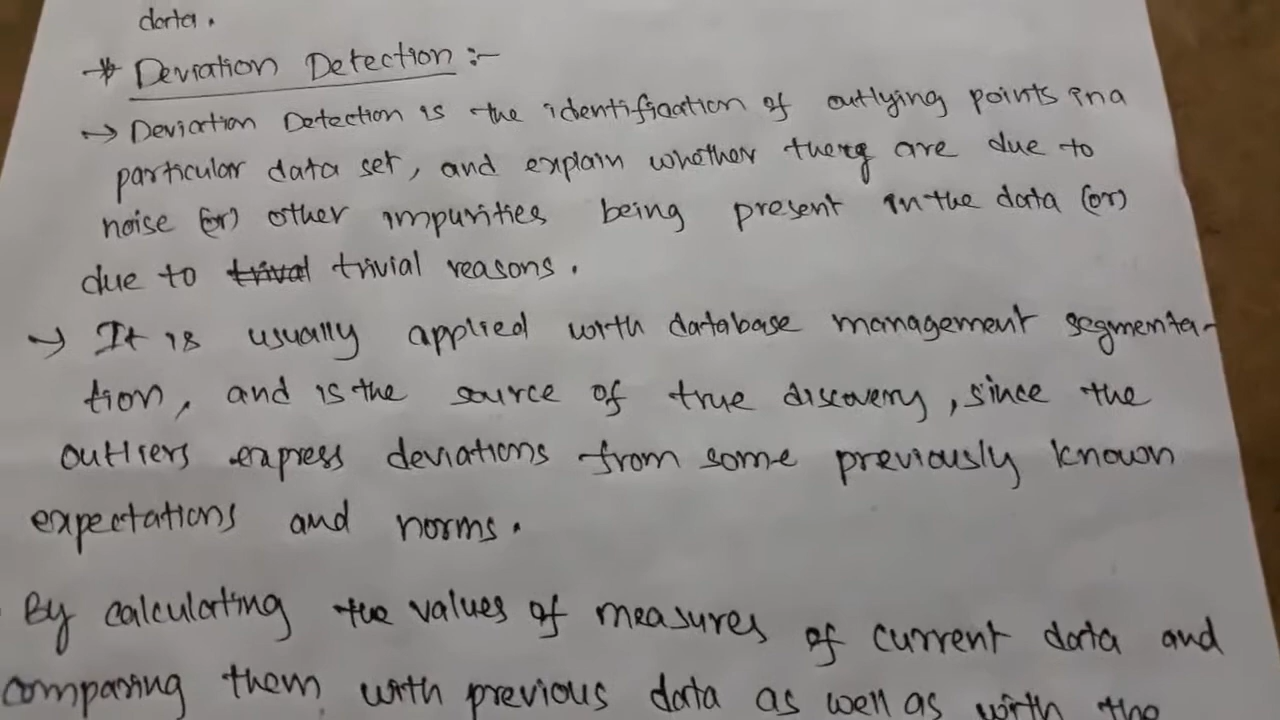 data.
* Deviation Detection :-
→ Deviation Detection is the identification of outlying points in a
particular data set, and explain whether there are due to
noise (or) other impurities being present in the data (or)
due to trival trivial reasons.
→ It is usually applied with database management segmenta-
tion, and is the source of true discovery, since the
outliers express deviations from some previously known
expectations and norms.
By calculating the values of measures of current data and
comparing them with previous data as well as with the